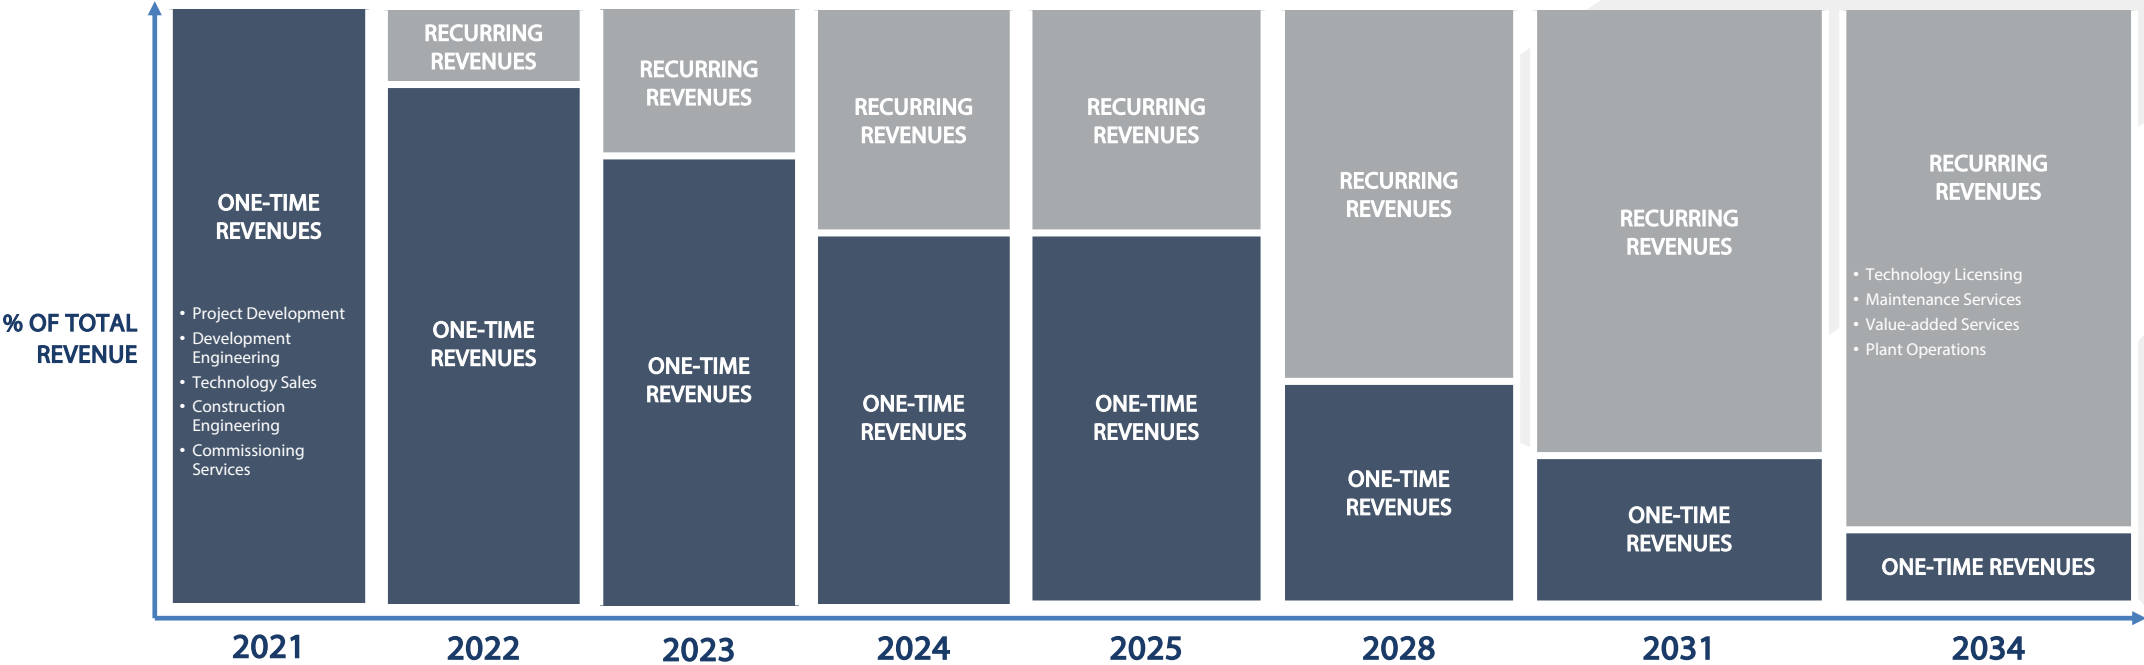 % OF TOTAL
REVENUE
ONE-TIME
REVENUES
• Project Development
• Development
Engineering
• Technology Sales
• Construction
Engineering
• Commissioning
Services
2021
RECURRING
REVENUES
ONE-TIME
REVENUES
2022
RECURRING
REVENUES
ONE-TIME
REVENUES
2023
RECURRING
REVENUES
ONE-TIME
REVENUES
2024
RECURRING
REVENUES
ONE-TIME
REVENUES
2025
RECURRING
REVENUES
ONE-TIME
REVENUES
2028
RECURRING
REVENUES
ONE-TIME
REVENUES
2031
RECURRING
REVENUES
• Technology Licensing
• Maintenance Services
• Value-added Services
• Plant Operations
ONE-TIME REVENUES
2034